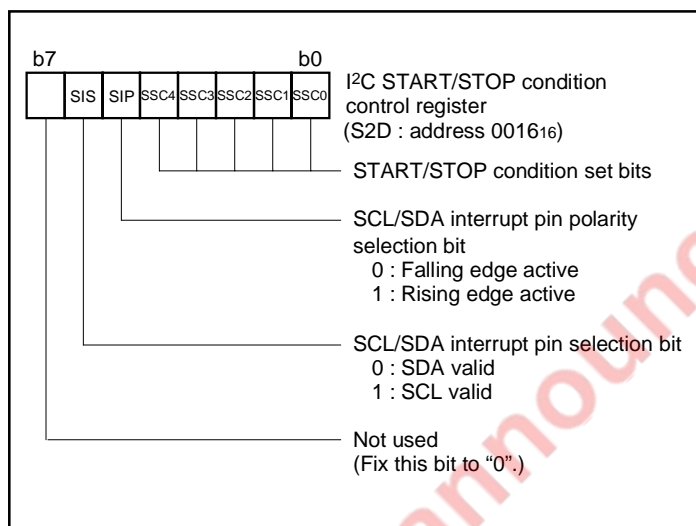 b7 b0
SIS SIP SSC4 SSC3 SSC2 SSC1 SSC0
I2C START/STOP condition
control register
(S2D : address 001616)
START/STOP condition set bits
SCL/SDA interrupt pin polarity
selection bit
0 : Falling edge active
1 : Rising edge active
SCL/SDA interrupt pin selection bit
0 : SDA valid
1 : SCL valid
Not used
(Fix this bit to “0”.)